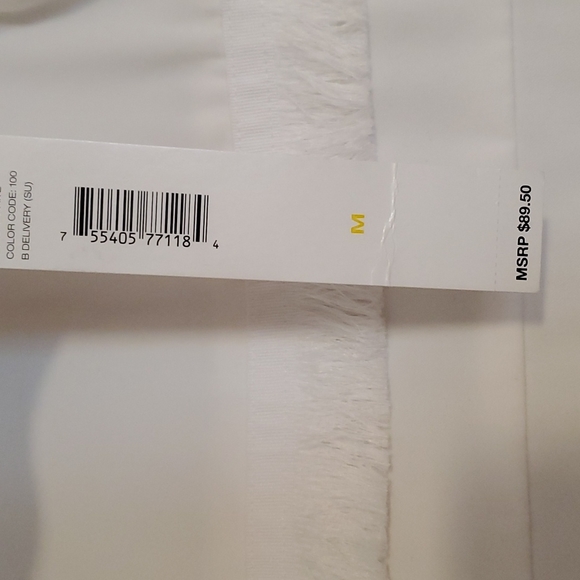 COLOR CODE: 100
B DELIVERY (SU)
7 55405 77118 4
M
MSRP $89.50